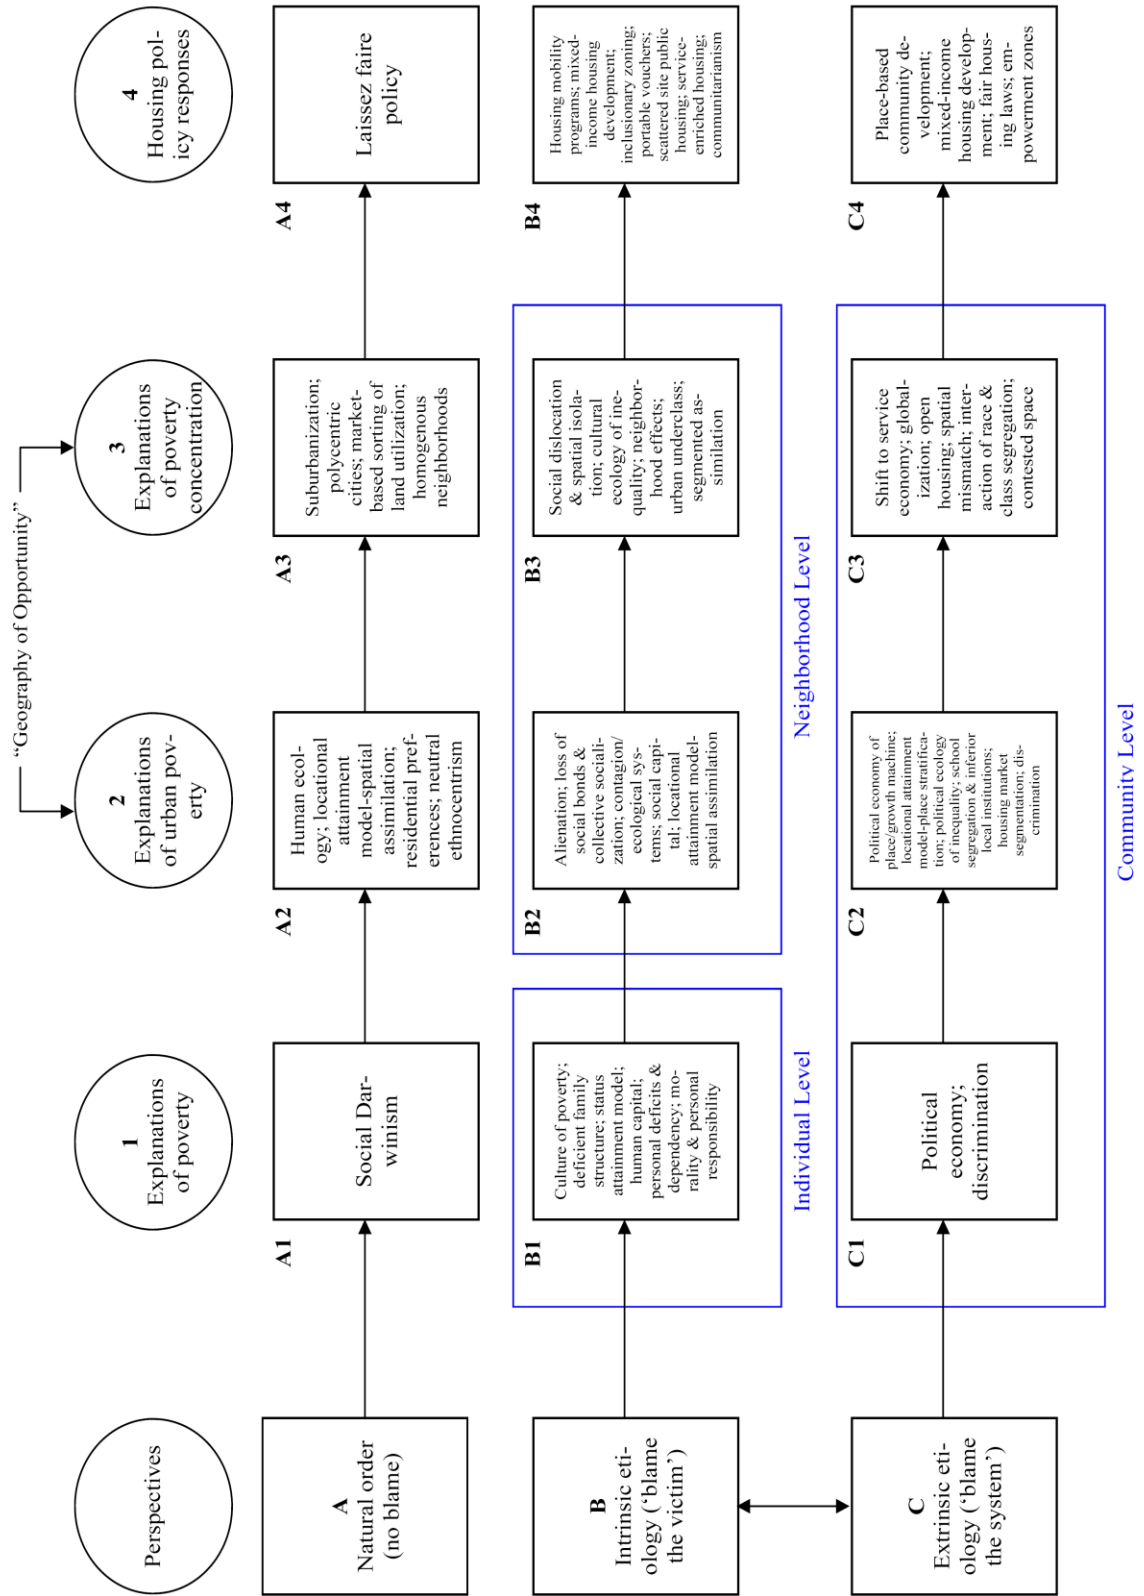 “Geography of Opportunity”
Perspectives
1
Explanations
of poverty
2
Explanations
of urban pov-
erty
3
Explanations
of poverty
concentration
4
Housing pol-
icy responses
A
Natural order
(no blame)
A1
Social Dar-
winism
A2
Human ecol-
ogy; locational
attainment
model-spatial
assimilation;
residential pref-
erences; neutral
ethnocentrism
A3
Suburbanization;
polycentric
cities; market-
based sorting of
land utilization;
homogenous
neighborhoods
A4
Laissez faire
policy
B
Intrinsic eti-
ology (‘blame
the victim’)
B1
Culture of poverty;
deficient family
structure; status
attainment model;
human capital;
personal deficits &
dependency; mo-
rality & personal
responsibility
Individual Level
B2
Alienation; loss of
social bonds &
collective sociali-
zation; contagion/
ecological sys-
tems; social capi-
tal; locational
attainment model-
spatial assimilation
B3
Social dislocation
& spatial isola-
tion; cultural
ecology of ine-
quality; neighbor-
hood effects;
urban underclass;
segmented as-
similation
Neighborhood Level
B4
Housing mobility
programs; mixed-
income housing
development;
inclusionary zoning;
portable vouchers;
scattered site public
housing; service-
enriched housing;
communitarianism
C
Extrinsic eti-
ology (‘blame
the system’)
C1
Political
economy;
discrimination
C2
Political economy of
place/growth machine;
locational attainment
model-place stratifica-
tion; political ecology
of inequality; school
segregation & inferior
local institutions;
housing market
segmentation; dis-
crimination
C3
Shift to service
economy; global-
ization; open
housing; spatial
mismatch; inter-
action of race &
class segregation;
contested space
Community Level
C4
Place-based
community de-
velopment;
mixed-income
housing develop-
ment; fair hous-
ing laws; em-
powerment zones